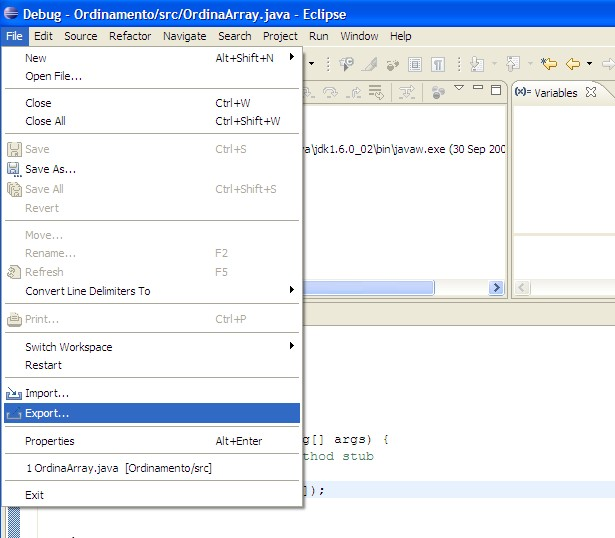 Debug - Ordinamento/src/OrdinaArray.java - Eclipse
File Edit Source Refactor Navigate Search Project Run Window Help
New Alt+Shift+N
Open File...
Close Ctrl+W
Close All Ctrl+Shift+W
Save Ctrl+S
Save As...
Save All Ctrl+Shift+S
Revert
Move...
Rename... F2
Refresh F5
Convert Line Delimiters To
Print... Ctrl+P
Switch Workspace
Restart
Import...
Export...
Properties Alt+Enter
1 OrdinaArray.java [Ordinamento/src]
Exit
(x)= Variables
a\jdk1.6.0_02\bin\javaw.exe (30 Sep 200
g[] args) {
thod stub
]);